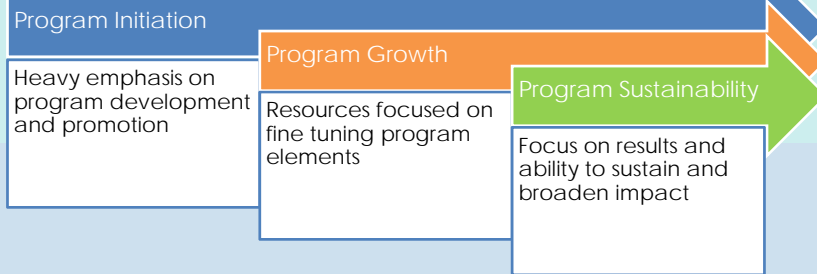 Program Initiation
Heavy emphasis on
program development
and promotion
Program Growth
Resources focused on
fine tuning program
elements
Program Sustainability
Focus on results and
ability to sustain and
broaden impact